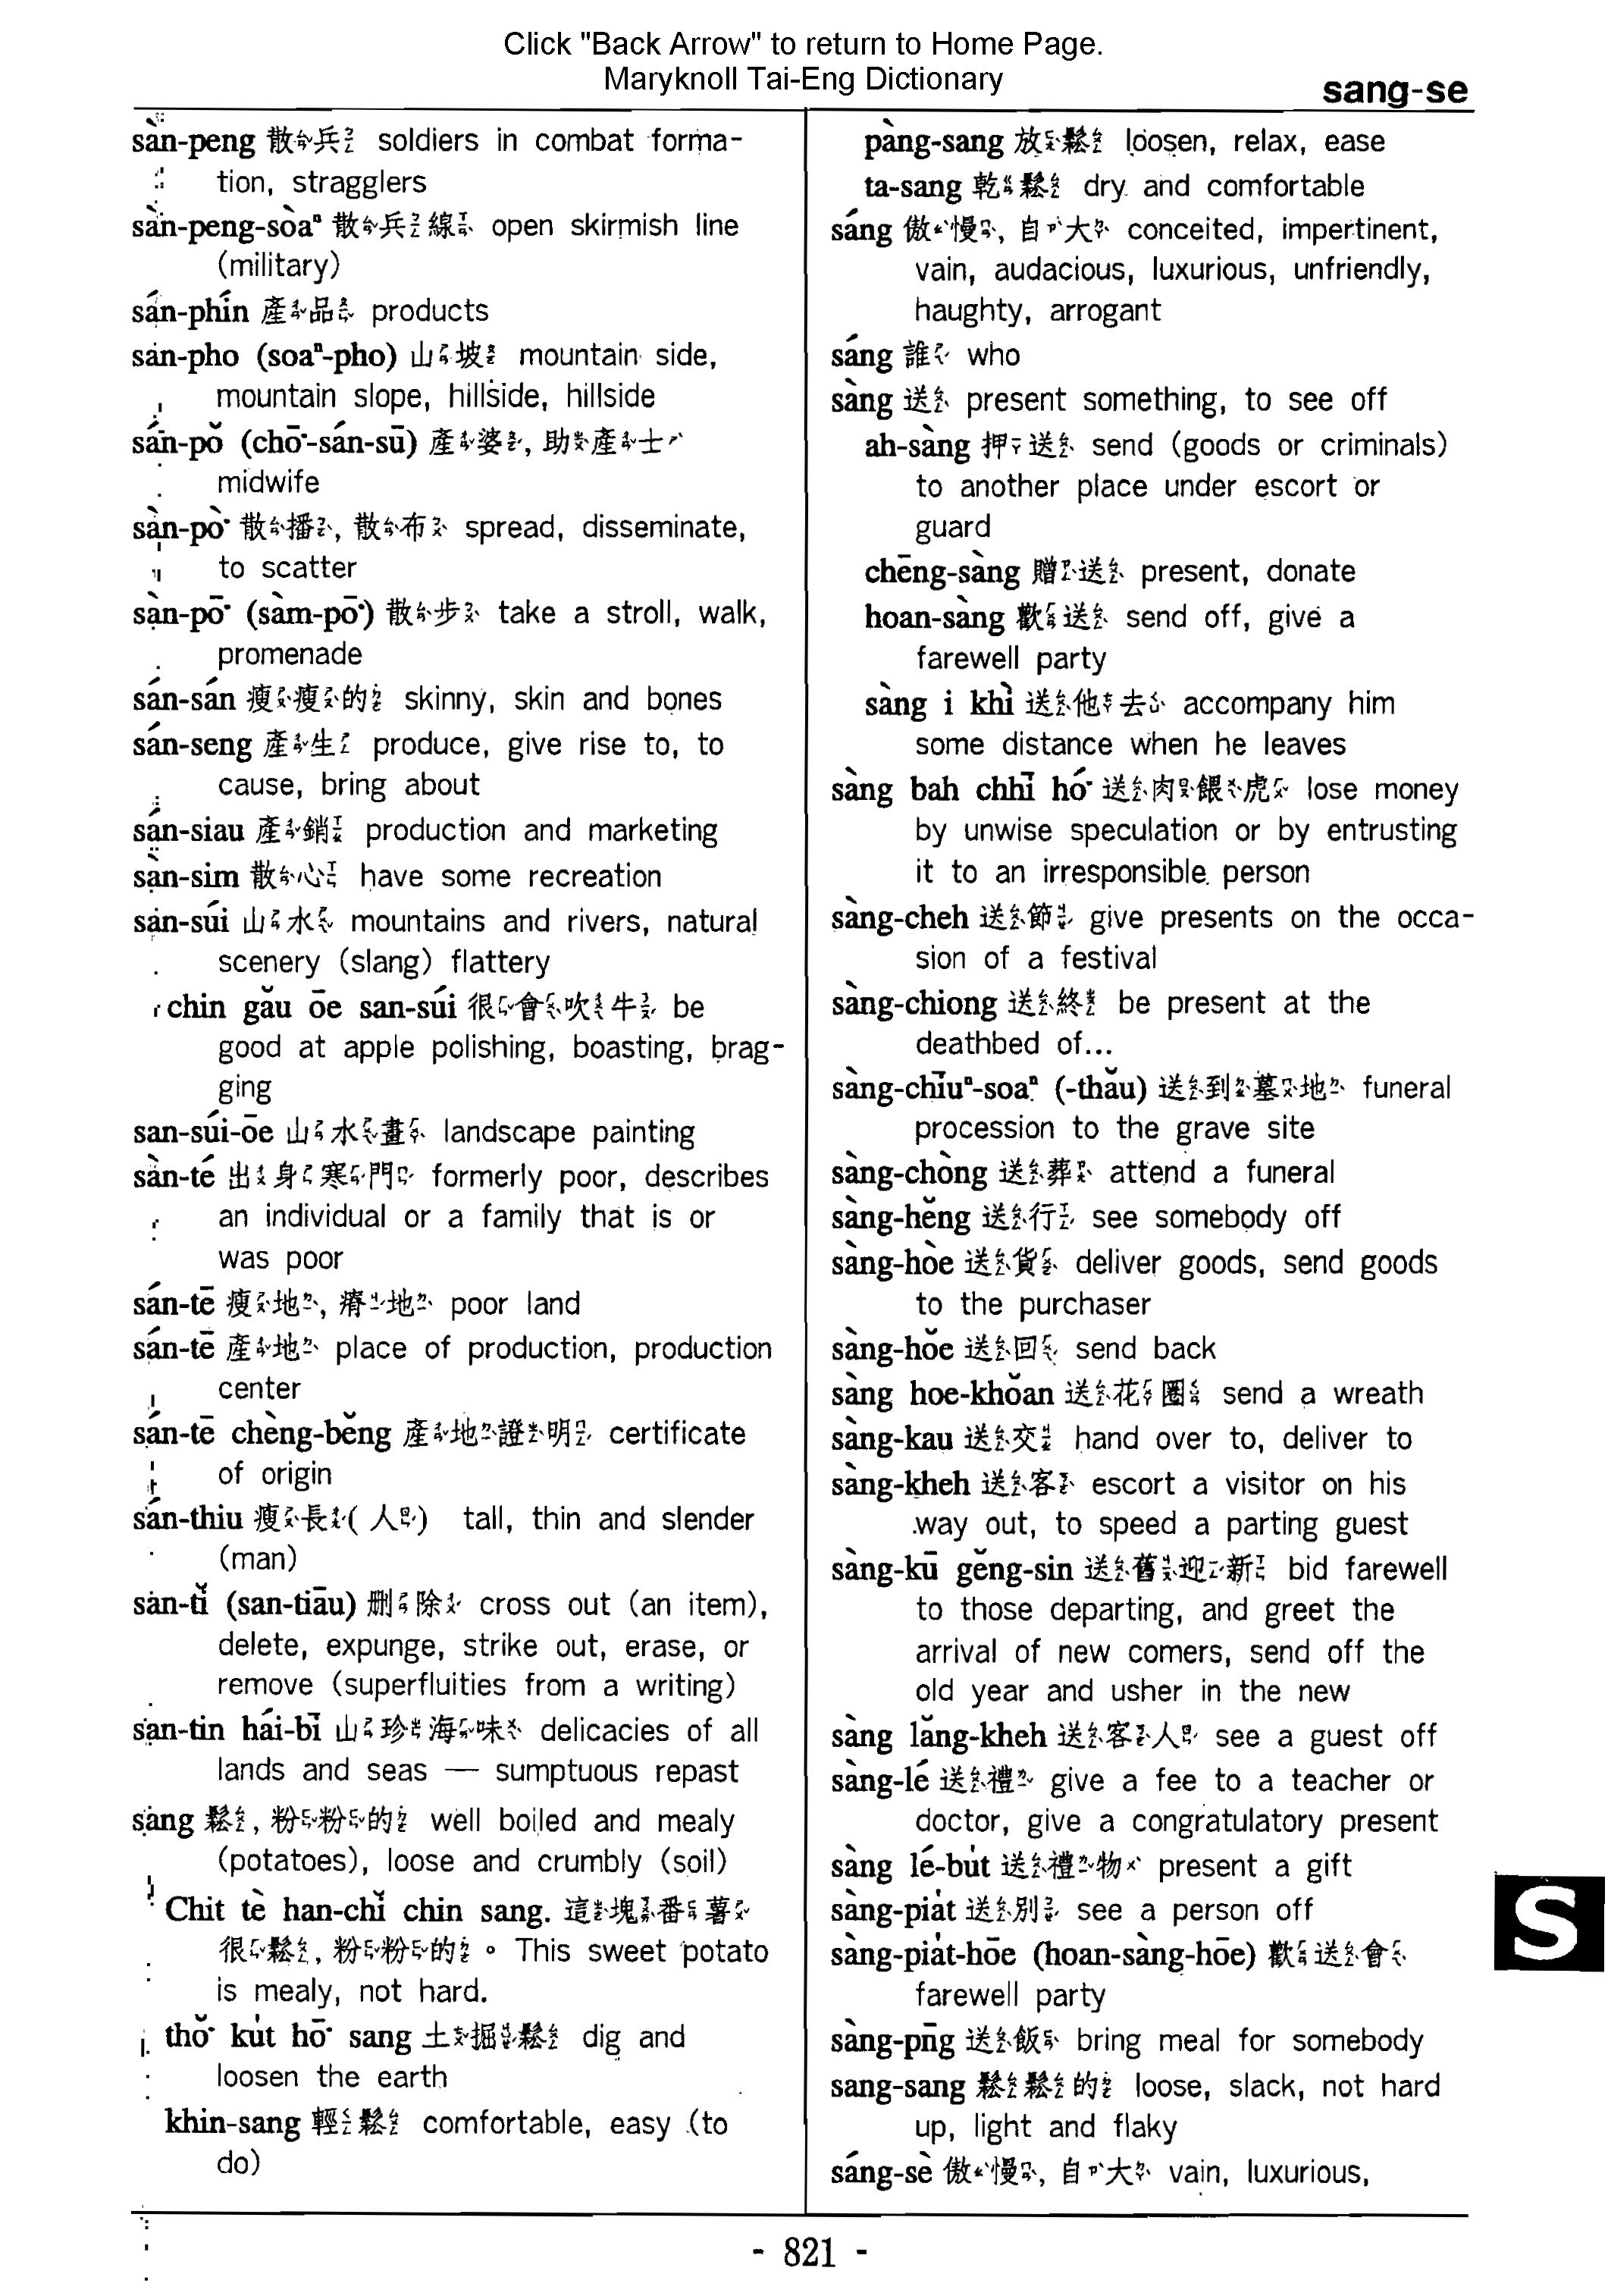 Click "Back Arrow" to return to Home Page.
Maryknoll Tai-Eng Dictionary
sang-se
sàn-peng 散兵 soldiers in combat forma-
tion, stragglers
sàn-peng-sòaⁿ 散兵線 open skirmish line
(military)
sán-phín 產品 products
san-pho (soaⁿ-pho) 山坡 mountain side,
mountain slope, hillside, hillside
sán-pŏ (chō·-sán-sū) 產婆, 助產士
midwife
sàn-pò· 散播, 散布 spread, disseminate,
to scatter
sàn-pō· (sàm-pō·) 散步 take a stroll, walk,
promenade
sán-sán 瘦瘦的 skinny, skin and bones
sán-seng 產生 produce, give rise to, to
cause, bring about
sán-siau 產銷 production and marketing
sàn-sim 散心 have some recreation
san-súi 山水 mountains and rivers, natural
scenery (slang) flattery
chin gău ōe san-súi 很會吹牛 be
good at apple polishing, boasting, brag-
ging
san-súi-ōe 山水畫 landscape painting
sàn-té 出身寒門 formerly poor, describes
an individual or a family that is or
was poor
sán-tē 瘦地, 瘠地 poor land
sán-tē 產地 place of production, production
center
sán-tē chèng-bĕng 產地證明 certificate
of origin
sán-thiu 瘦長(人) tall, thin and slender
(man)
san-tĭ (san-tiāu) 刪除 cross out (an item),
delete, expunge, strike out, erase, or
remove (superfluities from a writing)
san-tin hái-bī 山珍海味 delicacies of all
lands and seas — sumptuous repast
sang 鬆, 粉粉的 well boiled and mealy
(potatoes), loose and crumbly (soil)
Chit tè han-chĭ chin sang. 這塊番薯
很鬆, 粉粉的。 This sweet potato
is mealy, not hard.
thŏ· ku̍t hō· sang 土掘鬆 dig and
loosen the earth
khin-sang 輕鬆 comfortable, easy (to
do)
pàng-sang 放鬆 loosen, relax, ease
ta-sang 乾鬆 dry and comfortable
sáng 傲慢, 自大 conceited, impertinent,
vain, audacious, luxurious, unfriendly,
haughty, arrogant
sáng 誰 who
sàng 送 present something, to see off
ah-sàng 押送 send (goods or criminals)
to another place under escort or
guard
chēng-sàng 贈送 present, donate
hoan-sàng 歡送 send off, give a
farewell party
sàng i khì 送他去 accompany him
some distance when he leaves
sàng bah chhī hó· 送肉餵虎 lose money
by unwise speculation or by entrusting
it to an irresponsible person
sàng-cheh 送節 give presents on the occa-
sion of a festival
sàng-chiong 送終 be present at the
deathbed of...
sàng-chīuⁿ-soaⁿ (-thău) 送到墓地 funeral
procession to the grave site
sàng-chòng 送葬 attend a funeral
sàng-hĕng 送行 see somebody off
sàng-hòe 送貨 deliver goods, send goods
to the purchaser
sàng-hŏe 送回 send back
sàng hoe-khŏan 送花圈 send a wreath
sàng-kau 送交 hand over to, deliver to
sàng-kheh 送客 escort a visitor on his
way out, to speed a parting guest
sàng-kū gĕng-sin 送舊迎新 bid farewell
to those departing, and greet the
arrival of new comers, send off the
old year and usher in the new
sàng lăng-kheh 送客人 see a guest off
sàng-lé 送禮 give a fee to a teacher or
doctor, give a congratulatory present
sàng lé-bu̍t 送禮物 present a gift
sàng-pia̍t 送別 see a person off
sàng-pia̍t-hōe (hoan-sàng-hōe) 歡送會
farewell party
sàng-pn̄g 送飯 bring meal for somebody
sang-sang 鬆鬆的 loose, slack, not hard
up, light and flaky
sáng-sè 傲慢, 自大 vain, luxurious,
S
- 821 -